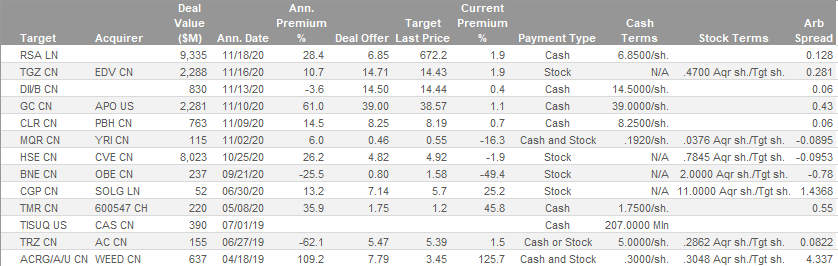 Deal Ann. Current
Value Premium Target Premium Cash Arb
Target Acquirer ($M) Ann. Date % Deal Offer Last Price % Payment Type Terms Stock Terms Spread
RSA LN 9,335 11/18/20 28.4 6.85 672.2 1.9 Cash 6.8500/sh. 0.128
TGZ CN EDV CN 2,288 11/16/20 10.7 14.71 14.43 1.9 Stock N/A .4700 Aqr sh./Tgt sh. 0.281
DII/B CN 830 11/13/20 -3.6 14.50 14.44 0.4 Cash 14.5000/sh. 0.06
GC CN APO US 2,281 11/10/20 61.0 39.00 38.57 1.1 Cash 39.0000/sh. 0.43
CLR CN PBH CN 763 11/09/20 14.5 8.25 8.19 0.7 Cash 8.2500/sh. 0.06
MQR CN YRI CN 115 11/02/20 6.0 0.46 0.55 -16.3 Cash and Stock .1920/sh. .0376 Aqr sh./Tgt sh. -0.0895
HSE CN CVE CN 8,023 10/25/20 26.2 4.82 4.92 -1.9 Stock N/A .7845 Aqr sh./Tgt sh. -0.0953
BNE CN OBE CN 237 09/21/20 -25.5 0.80 1.58 -49.4 Stock N/A 2.0000 Aqr sh./Tgt sh. -0.78
CGP CN SOLG LN 52 06/30/20 13.2 7.14 5.7 25.2 Stock N/A 11.0000 Aqr sh./Tgt sh. 1.4368
TMR CN 600547 CH 220 05/08/20 35.9 1.75 1.2 45.8 Cash 1.7500/sh. 0.55
TISUQ US CAS CN 390 07/01/19 Cash 207.0000 Mln
TRZ CN AC CN 155 06/27/19 -62.1 5.47 5.39 1.5 Cash or Stock 5.0000/sh. .2862 Aqr sh./Tgt sh. 0.0822
ACRG/A/U CN WEED CN 637 04/18/19 109.2 7.79 3.45 125.7 Cash and Stock .3000/sh. .3048 Aqr sh./Tgt sh. 4.337